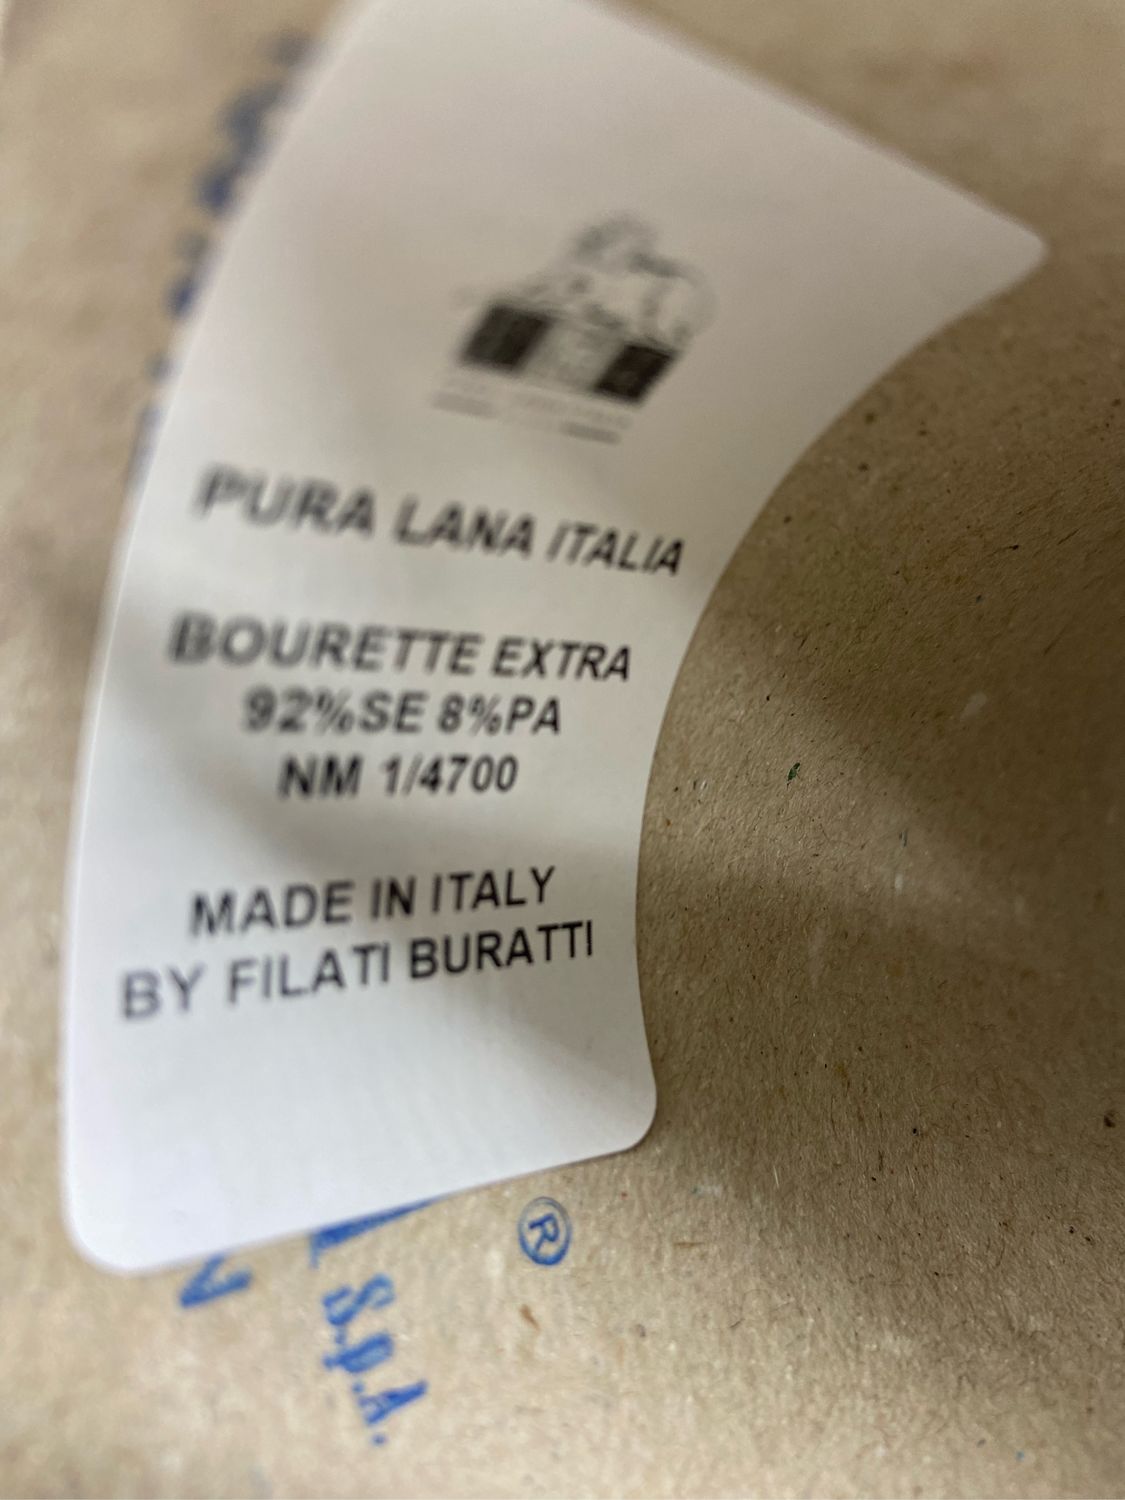 PURA LANA ITALIA
BOURETTE EXTRA
92%SE 8%PA
NM 1/4700
MADE IN ITALY
BY FILATI BURATTI
®
S.p.A.